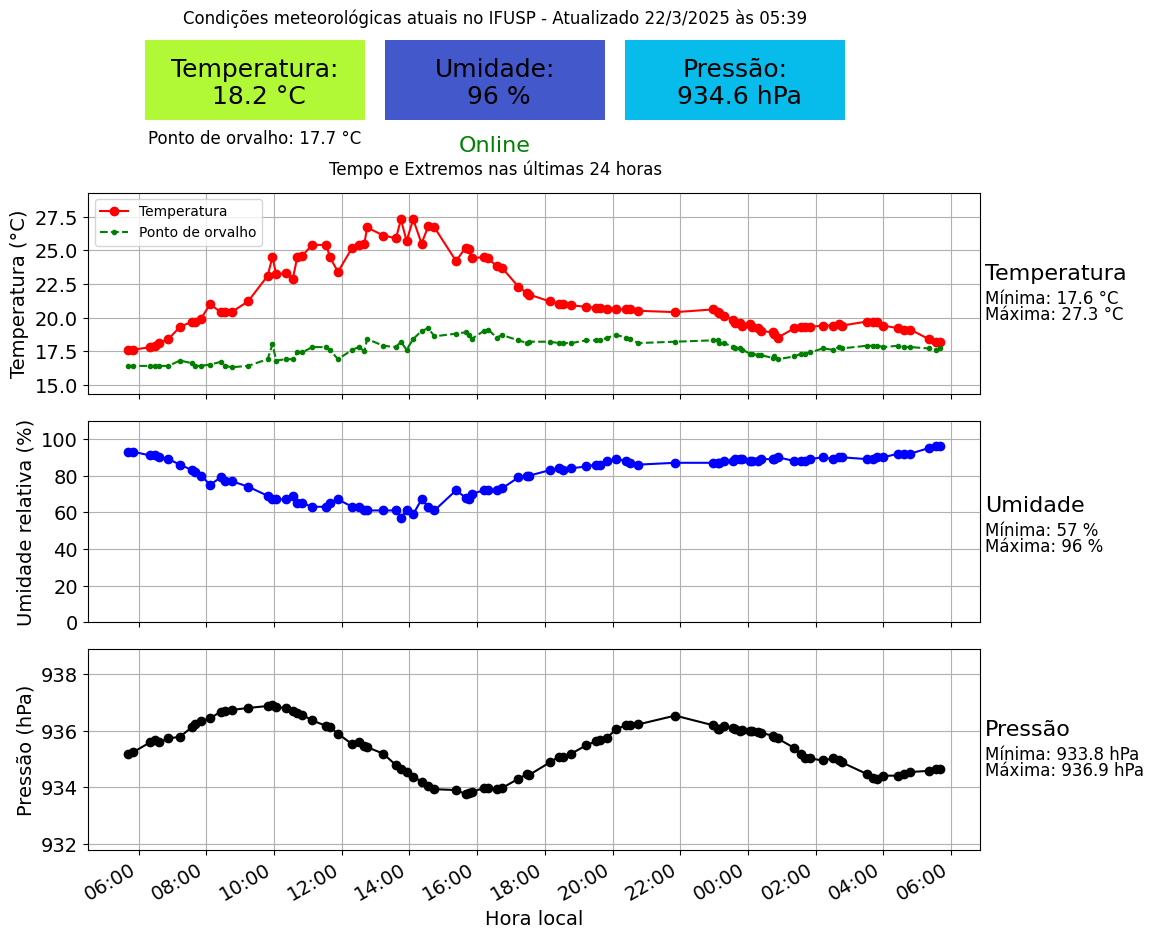 Condições meteorológicas atuais no IFUSP - Atualizado 22/3/2025 às 05:39
Temperatura:
18.2 °C
Umidade:
96 %
Pressão:
934.6 hPa
Ponto de orvalho: 17.7 °C
Online
Tempo e Extremos nas últimas 24 horas
Temperatura (°C)
27.5
25.0
22.5
20.0
17.5
15.0
Temperatura
Ponto de orvalho
Temperatura
Mínima: 17.6 °C
Máxima: 27.3 °C
Umidade relativa (%)
100
80
60
40
20
0
Umidade
Mínima: 57 %
Máxima: 96 %
Pressão (hPa)
938
936
934
932
Pressão
Mínima: 933.8 hPa
Máxima: 936.9 hPa
06:00
08:00
10:00
12:00
14:00
16:00
18:00
20:00
22:00
00:00
02:00
04:00
06:00
Hora local